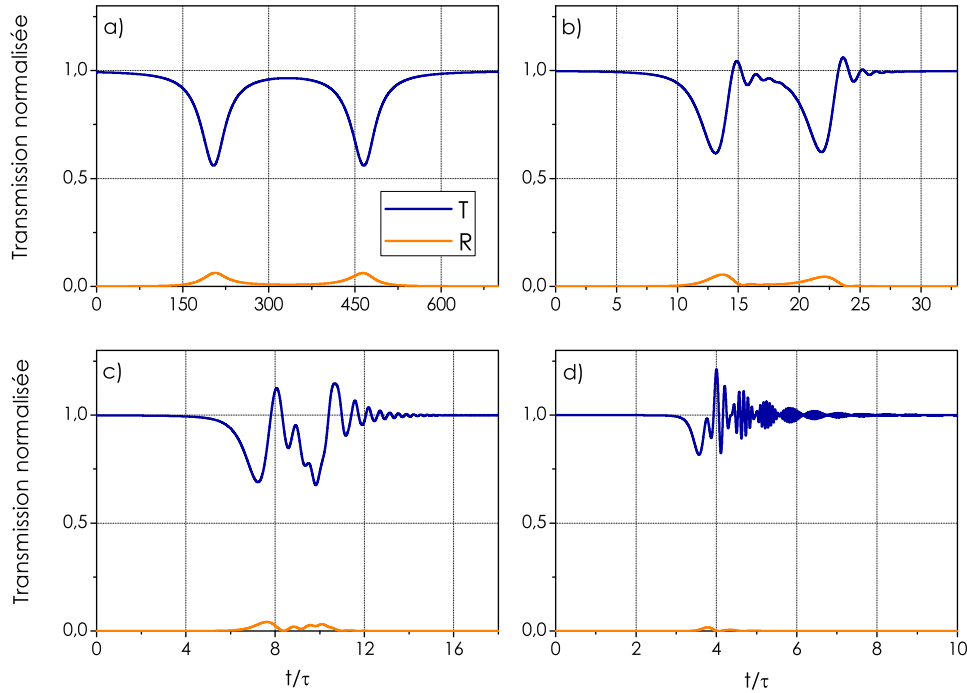 a)
Transmission normalisée
1,0
0,5
0,0
0 150 300 450 600
T
R
b)
1,0
0,5
0,0
0 5 10 15 20 25 30
c)
Transmission normalisée
1,0
0,5
0,0
0 4 8 12 16
t/τ
d)
1,0
0,5
0,0
0 2 4 6 8 10
t/τ